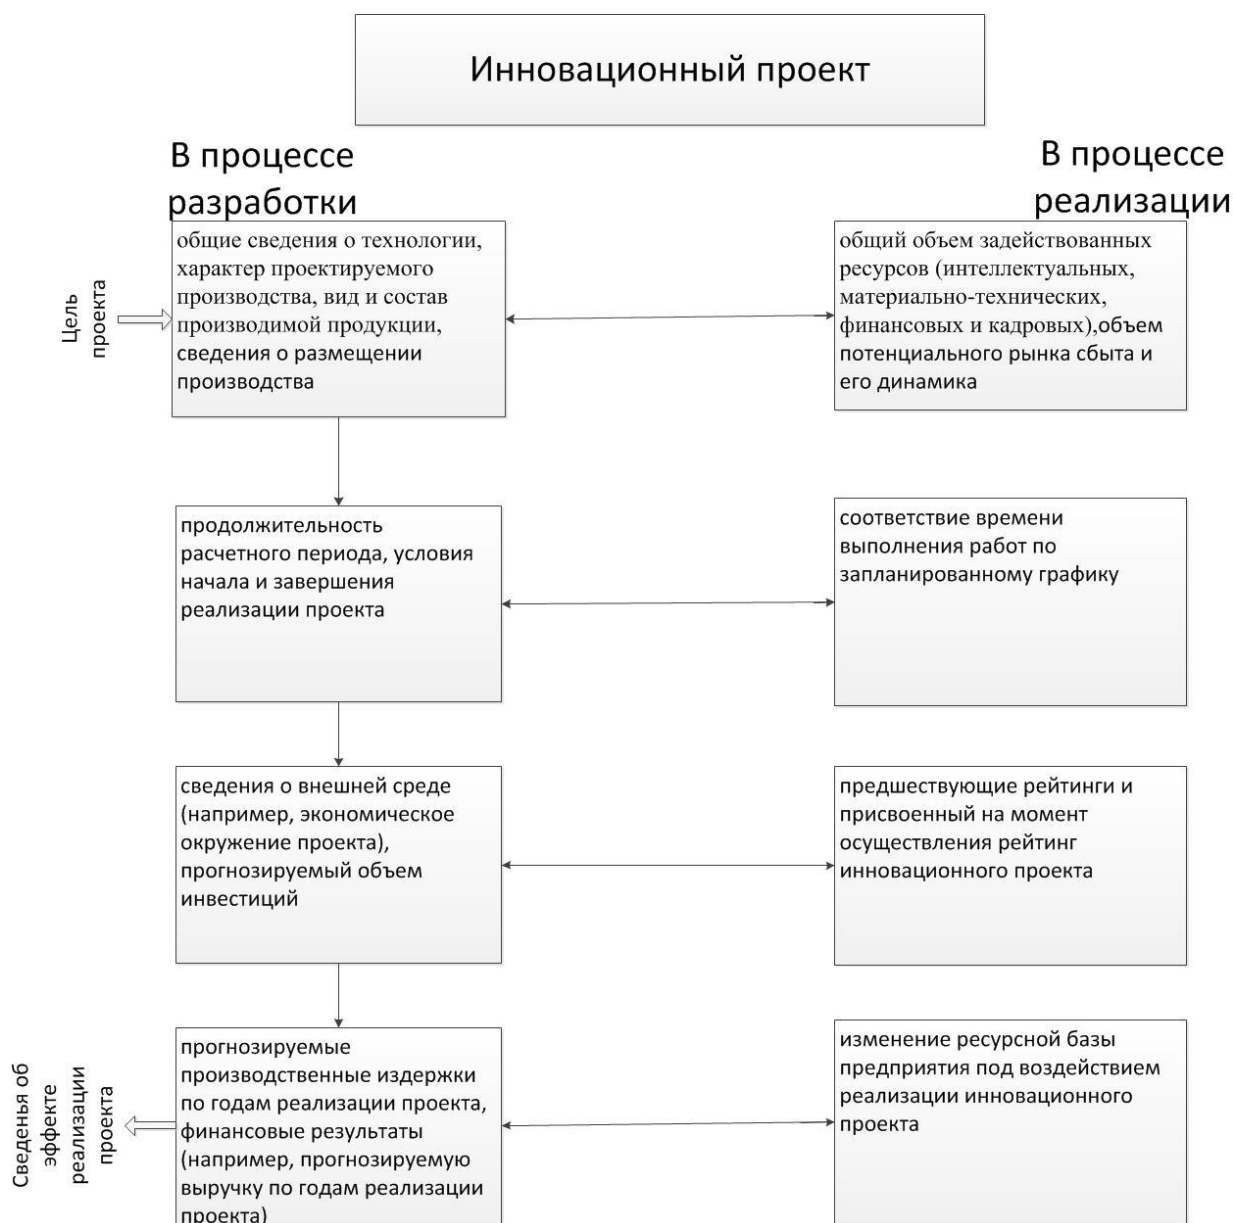 Инновационный проект
В процессе
разработки
В процессе
реализации
Цель
проекта
общие сведения о технологии,
характер проектируемого
производства, вид и состав
производимой продукции,
сведения о размещении
производства
общий объем задействованных
ресурсов (интеллектуальных,
материально-технических,
финансовых и кадровых),объем
потенциального рынка сбыта и
его динамика
продолжительность
расчетного периода, условия
начала и завершения
реализации проекта
соответствие времени
выполнения работ по
запланированному графику
сведения о внешней среде
(например, экономическое
окружение проекта),
прогнозируемый объем
инвестиций
предшествующие рейтинги и
присвоенный на момент
осуществления рейтинг
инновационного проекта
Сведенья об
эффекте
реализации
проекта
прогнозируемые
производственные издержки
по годам реализации проекта,
финансовые результаты
(например, прогнозируемую
выручку по годам реализации
проекта)
изменение ресурсной базы
предприятия под воздействием
реализации инновационного
проекта